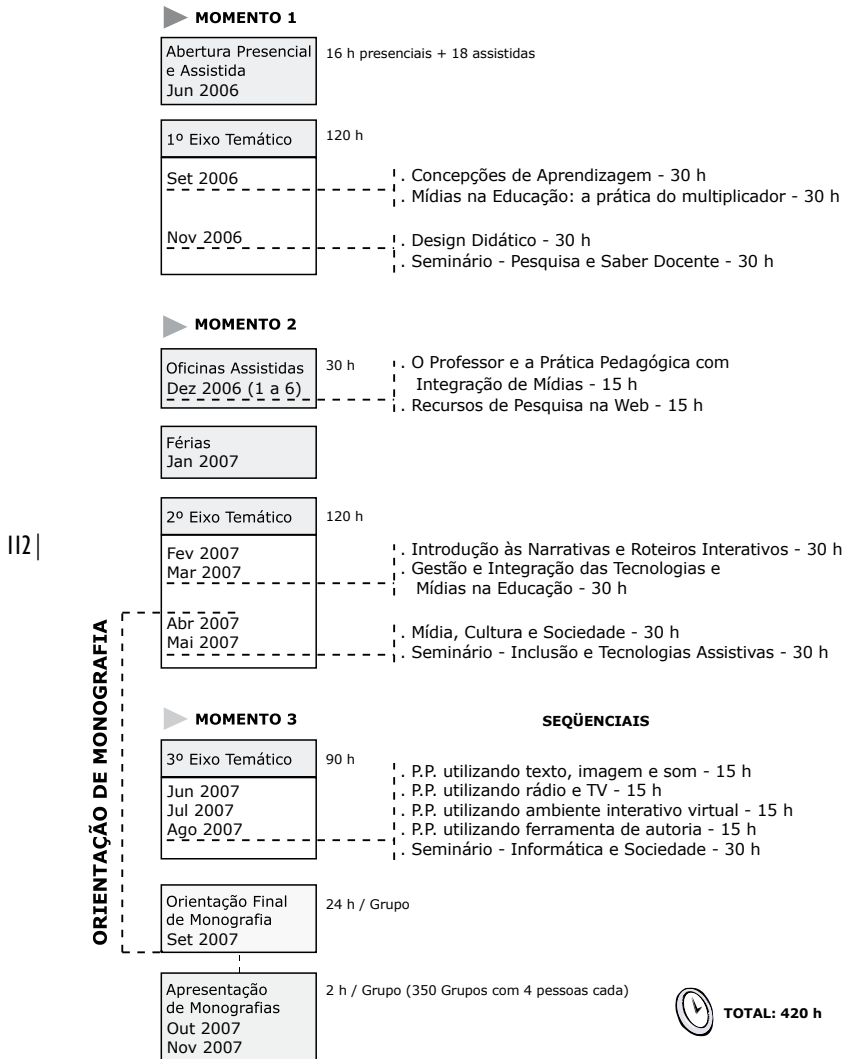 MOMENTO 1
Abertura Presencial
e Assistida
Jun 2006
16 h presenciais + 18 assistidas
1º Eixo Temático
120 h
Set 2006
. Concepções de Aprendizagem - 30 h
. Mídias na Educação: a prática do multiplicador - 30 h
Nov 2006
. Design Didático - 30 h
. Seminário - Pesquisa e Saber Docente - 30 h
MOMENTO 2
Oficinas Assistidas
Dez 2006 (1 a 6)
30 h
. O Professor e a Prática Pedagógica com
Integração de Mídias - 15 h
. Recursos de Pesquisa na Web - 15 h
Férias
Jan 2007
2º Eixo Temático
120 h
112|
Fev 2007
Mar 2007
. Introdução às Narrativas e Roteiros Interativos - 30 h
. Gestão e Integração das Tecnologias e
Mídias na Educação - 30 h
Abr 2007
Mai 2007
. Mídia, Cultura e Sociedade - 30 h
. Seminário - Inclusão e Tecnologias Assistivas - 30 h
ORIENTAÇÃO DE MONOGRAFIA
MOMENTO 3
SEQÜENCIAIS
3º Eixo Temático
90 h
Jun 2007
Jul 2007
Ago 2007
. P.P. utilizando texto, imagem e som - 15 h
. P.P. utilizando rádio e TV - 15 h
. P.P. utilizando ambiente interativo virtual - 15 h
. P.P. utilizando ferramenta de autoria - 15 h
. Seminário - Informática e Sociedade - 30 h
Orientação Final
de Monografia
Set 2007
24 h / Grupo
Apresentação
de Monografias
Out 2007
Nov 2007
2 h / Grupo (350 Grupos com 4 pessoas cada)
TOTAL: 420 h